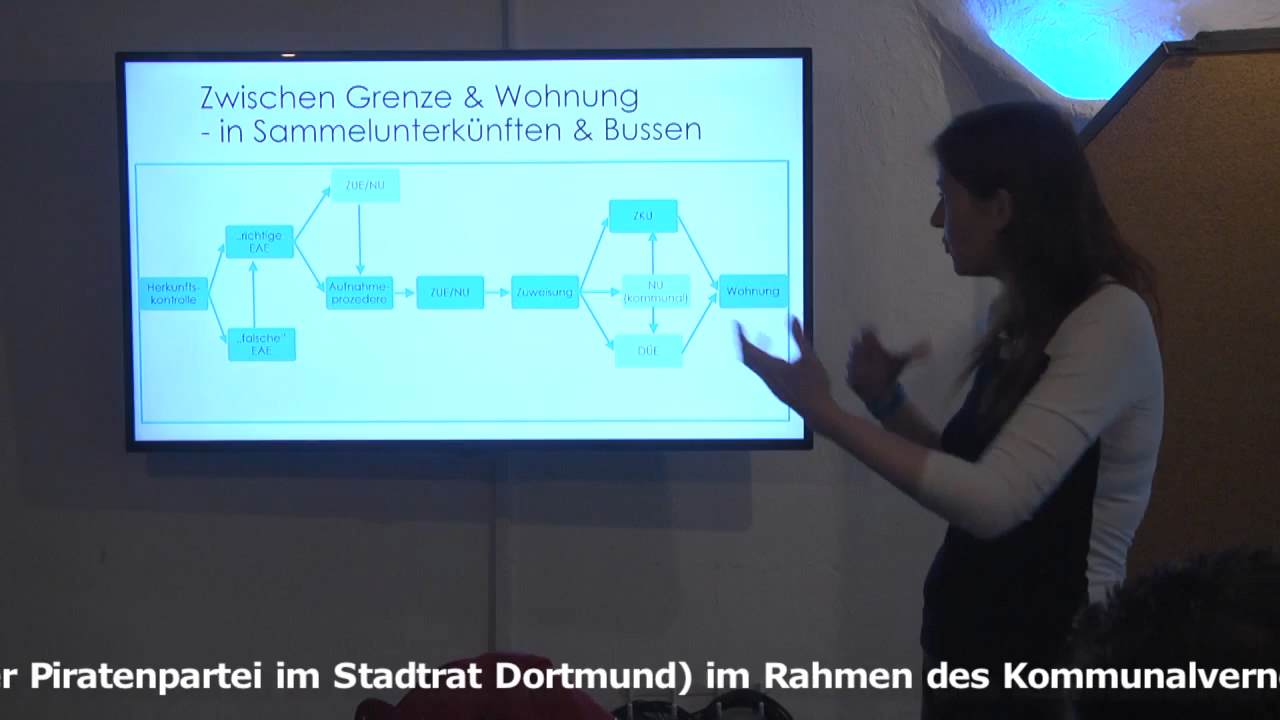 Zwischen Grenze & Wohnung
- in Sammelunterkünften & Bussen
ZUE/NU
„richtige
EAE
ZKU
Herkunfts-
kontrolle
Aufnahme-
prozedere
ZUE/NU
Zuweisung
NU
(kommunal)
Wohnung
„falsche“
EAE
DÜE
er Piratenpartei im Stadtrat Dortmund) im Rahmen des Kommunalverne